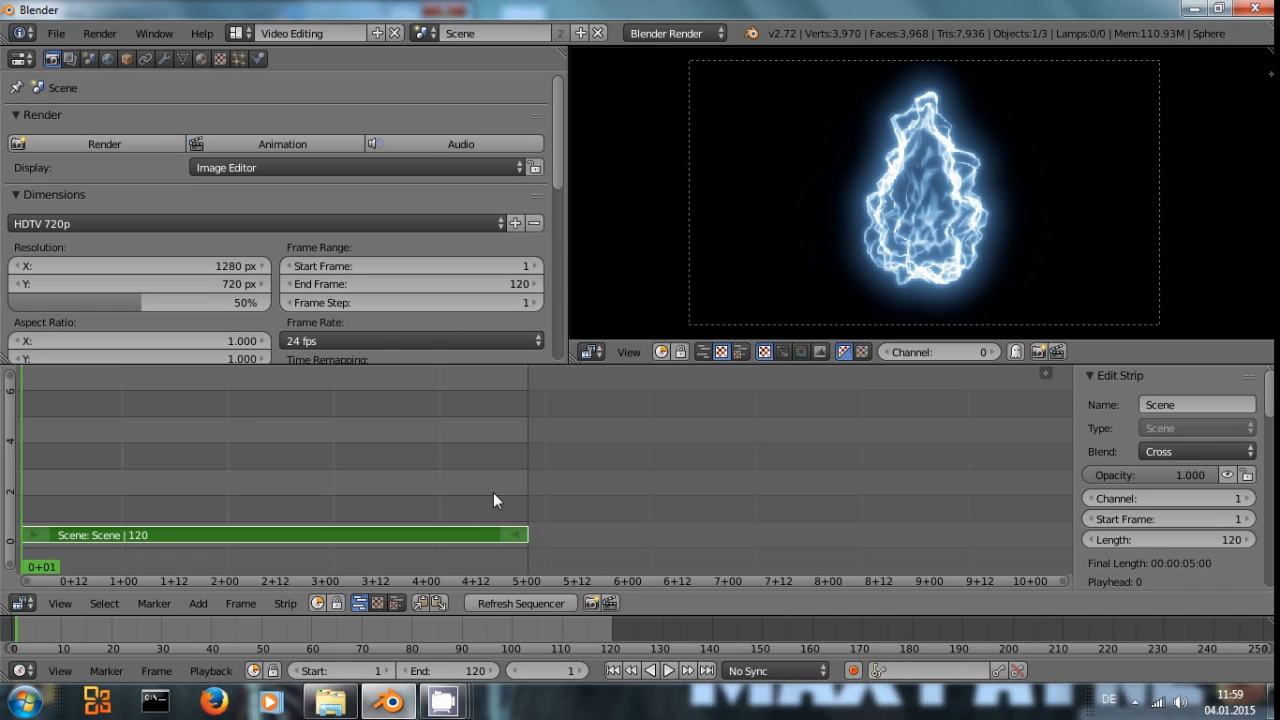 Blender
File Render Window Help Video Editing Scene 2 Blender Render v2.72 | Verts:3,970 | Faces:3,968 | Tris:7,936 | Objects:1/3 | Lamps:0/0 | Mem:110.93M | Sphere
Scene
Render
Render Animation Audio
Display: Image Editor
Dimensions
HDTV 720p
Resolution: Frame Range:
X: 1280 px Start Frame: 1
Y: 720 px End Frame: 120
50% Frame Step: 1
Aspect Ratio: Frame Rate:
X: 1.000 24 fps
Y: 1.000 Time Remapping:
View Channel: 0
6
4
2
0
Scene: Scene | 120
0+01
0+12 1+00 1+12 2+00 2+12 3+00 3+12 4+00 4+12 5+00 5+12 6+00 6+12 7+00 7+12 8+00 8+12 9+00 9+12 10+00
Edit Strip
Name: Scene
Type: Scene
Blend: Cross
Opacity: 1.000
Channel: 1
Start Frame: 1
Length: 120
Final Length: 00:00:05:00
Playhead: 0
View Select Marker Add Frame Strip Refresh Sequencer
0 10 20 30 40 50 60 70 80 90 100 110 120 130 140 150 160 170 180 190 200 210 220 230 240 250
View Marker Frame Playback Start: 1 End: 120 1 No Sync
DE 11:59
04.01.2015